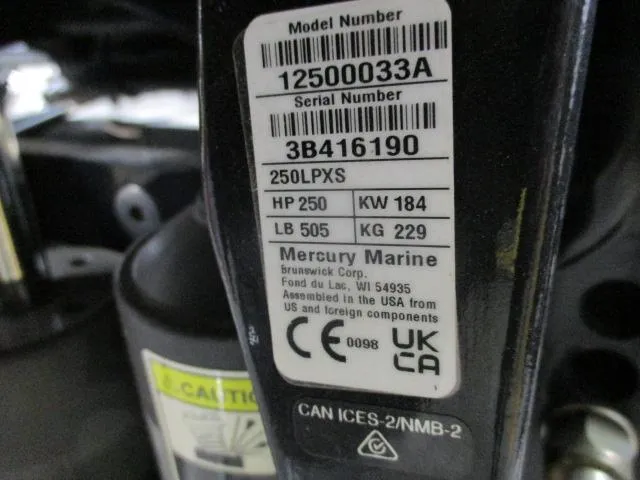 Model Number
12500033A
Serial Number
3B416190
250LPXS
HP 250 KW 184
LB 505 KG 229
Mercury Marine
Brunswick Corp.
Fond du Lac, WI 54935
Assembled in the USA from
US and foreign components
CE 0098 UK
CA
CAN ICES-2/NMB-2
CAUTIO